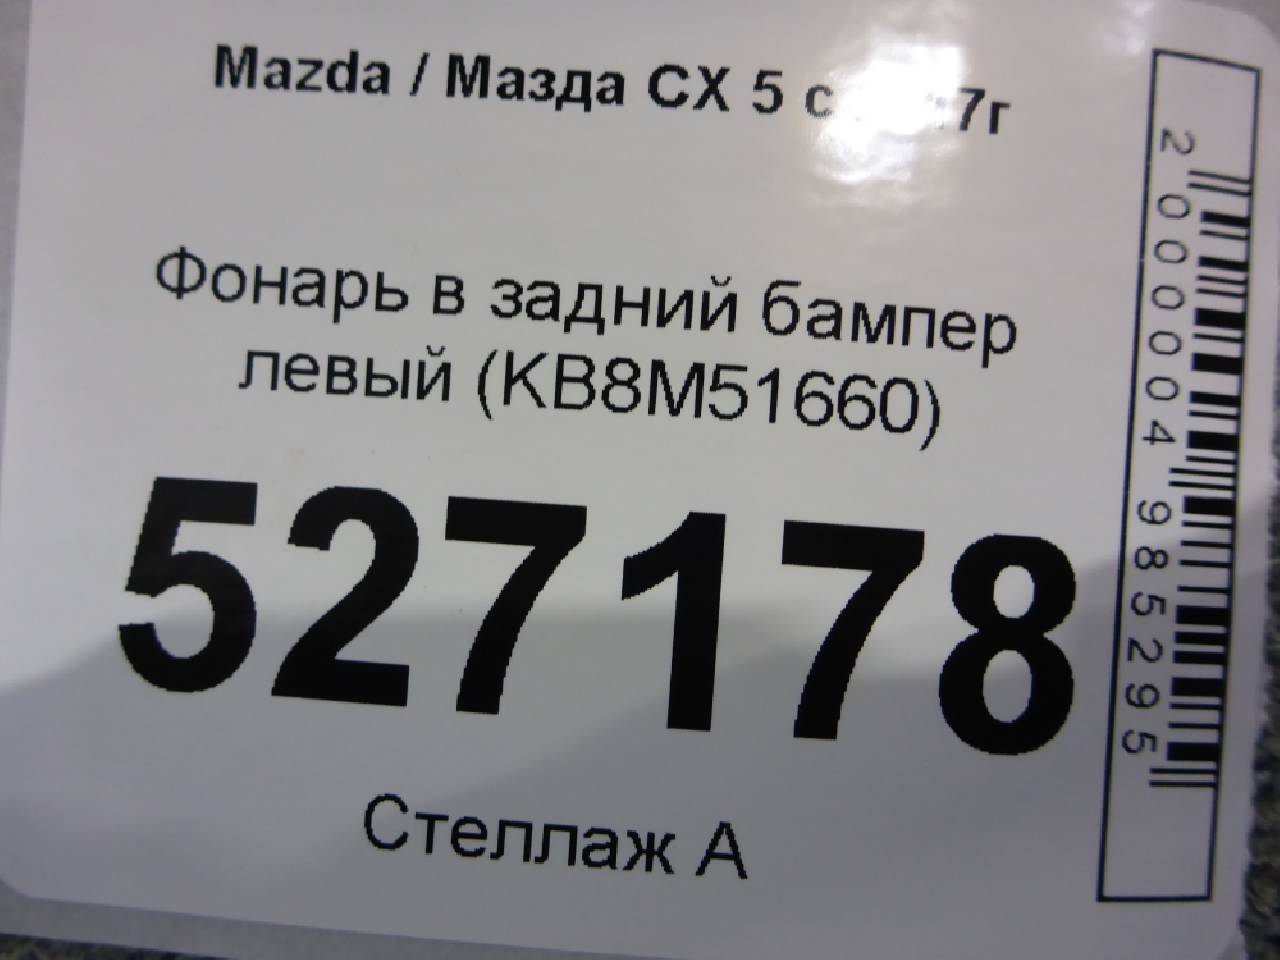 Mazda / Мазда CX 5 с
Фонарь в задний бампер
левый (KB8M51660)
527178
Стеллаж А
2000004985295